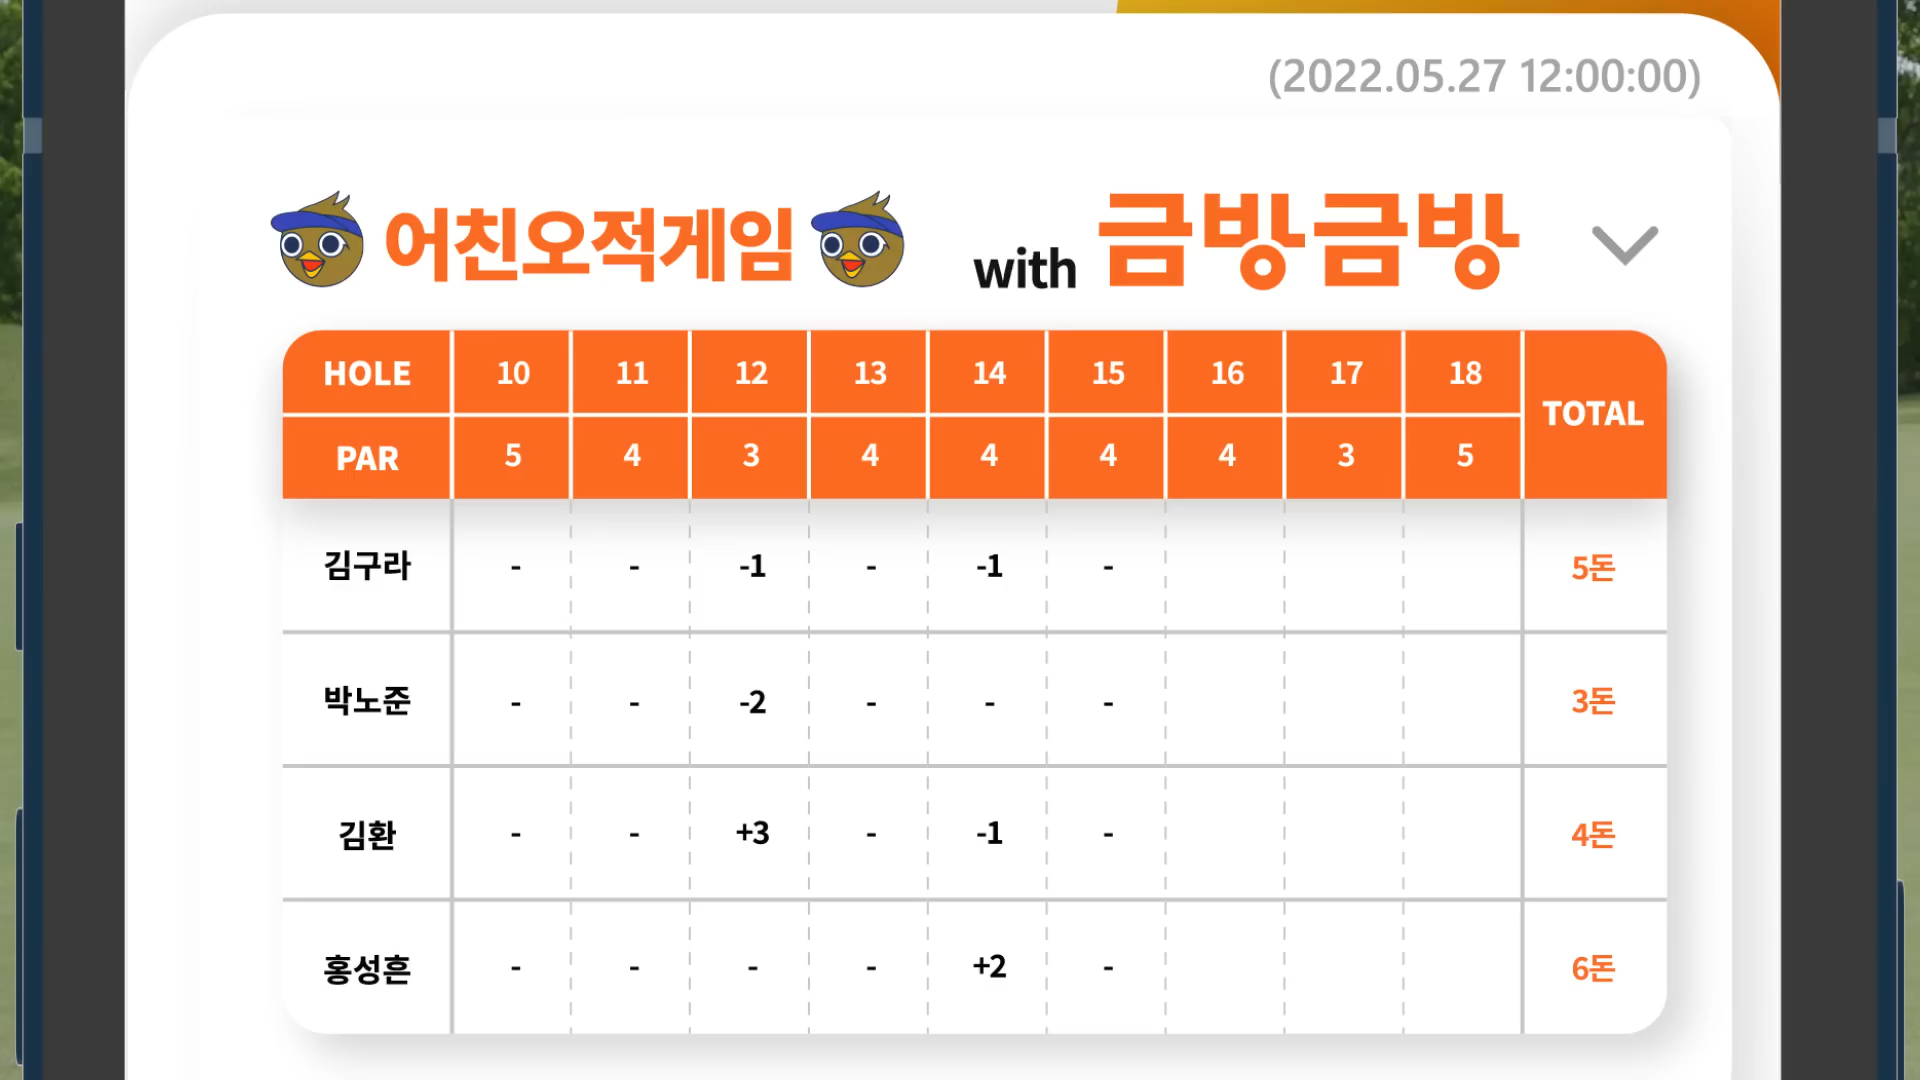 (2022.05.27 12:00:00)
어친오적게임 with 금방금방
HOLE 10 11 12 13 14 15 16 17 18 TOTAL
PAR 5 4 3 4 4 4 4 3 5
김구라 - - -1 - -1 - 5돈
박노준 - - -2 - - - 3돈
김환 - - +3 - -1 - 4돈
홍성흔 - - - - +2 - 6돈